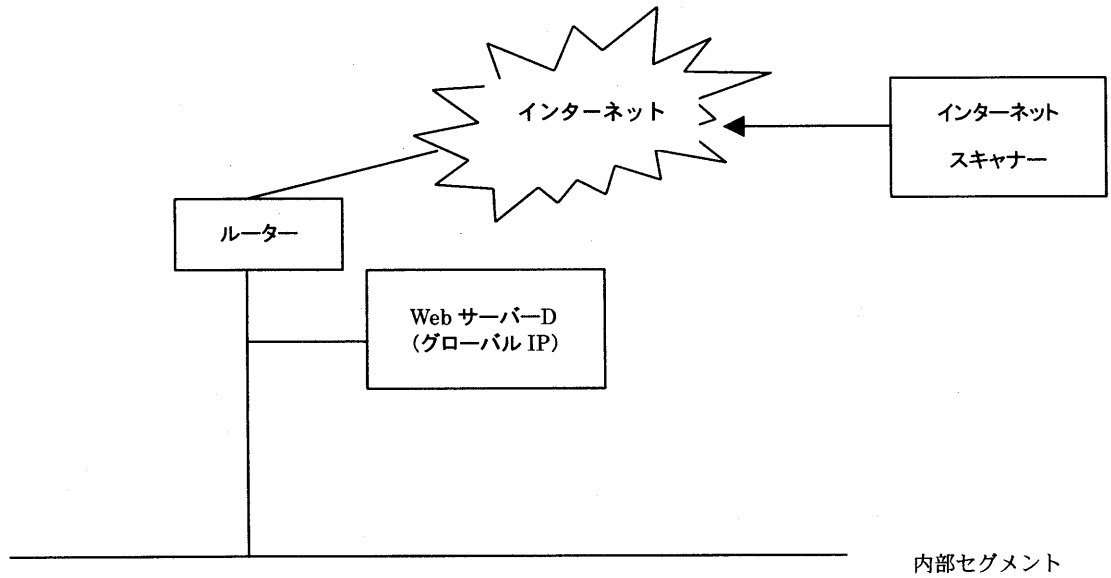 インターネット
インターネット
スキャナー
ルーター
Web サーバーD
(グローバル IP)
内部セグメント